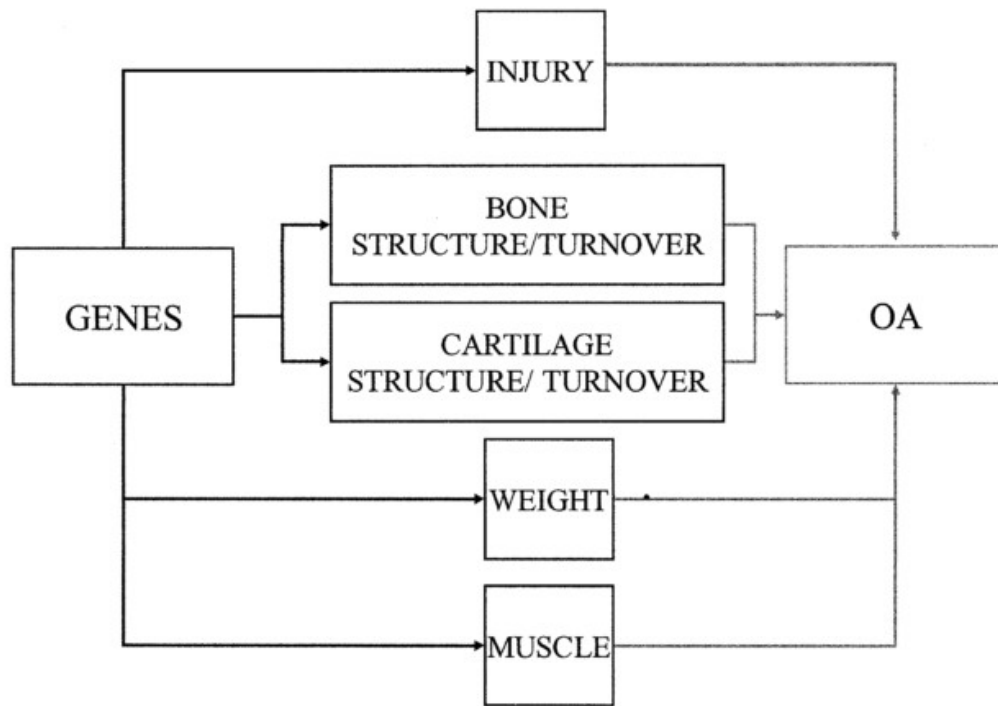 INJURY
BONE
STRUCTURE/TURNOVER
GENES
OA
CARTILAGE
STRUCTURE/ TURNOVER
WEIGHT
MUSCLE